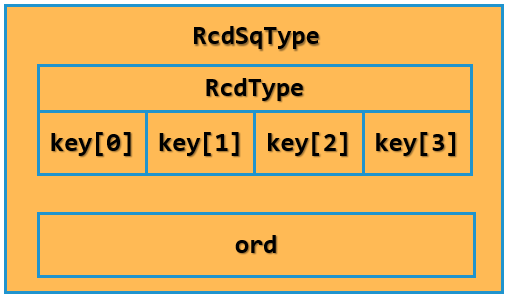 RcdSqType
RcdType
key[0] key[1] key[2] key[3]
ord